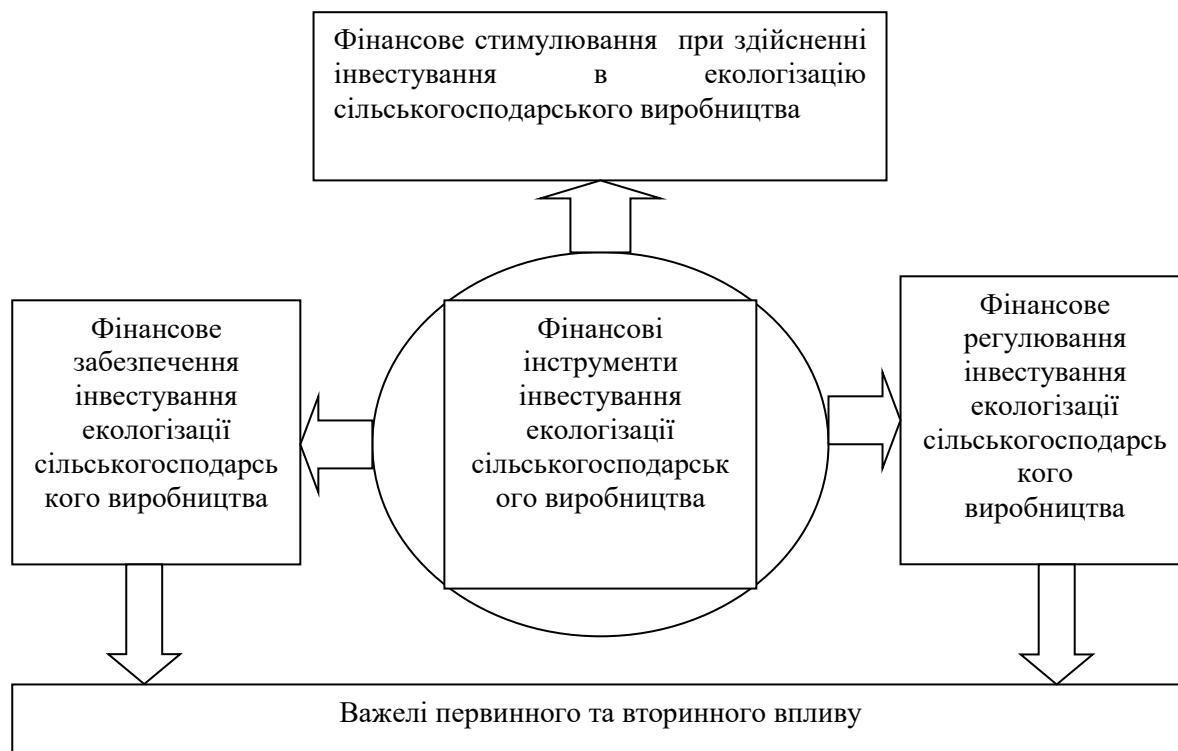 Фінансове стимулювання при здійсненні
інвестування в екологізацію
сільськогосподарського виробництва
Фінансове
забезпечення
інвестування
екологізації
сільськогосподарсь
кого виробництва
Фінансові
інструменти
інвестування
екологізації
сільськогосподарськ
ого виробництва
Фінансове
регулювання
інвестування
екологізації
сільськогосподарсь
кого
виробництва
Важелі первинного та вторинного впливу